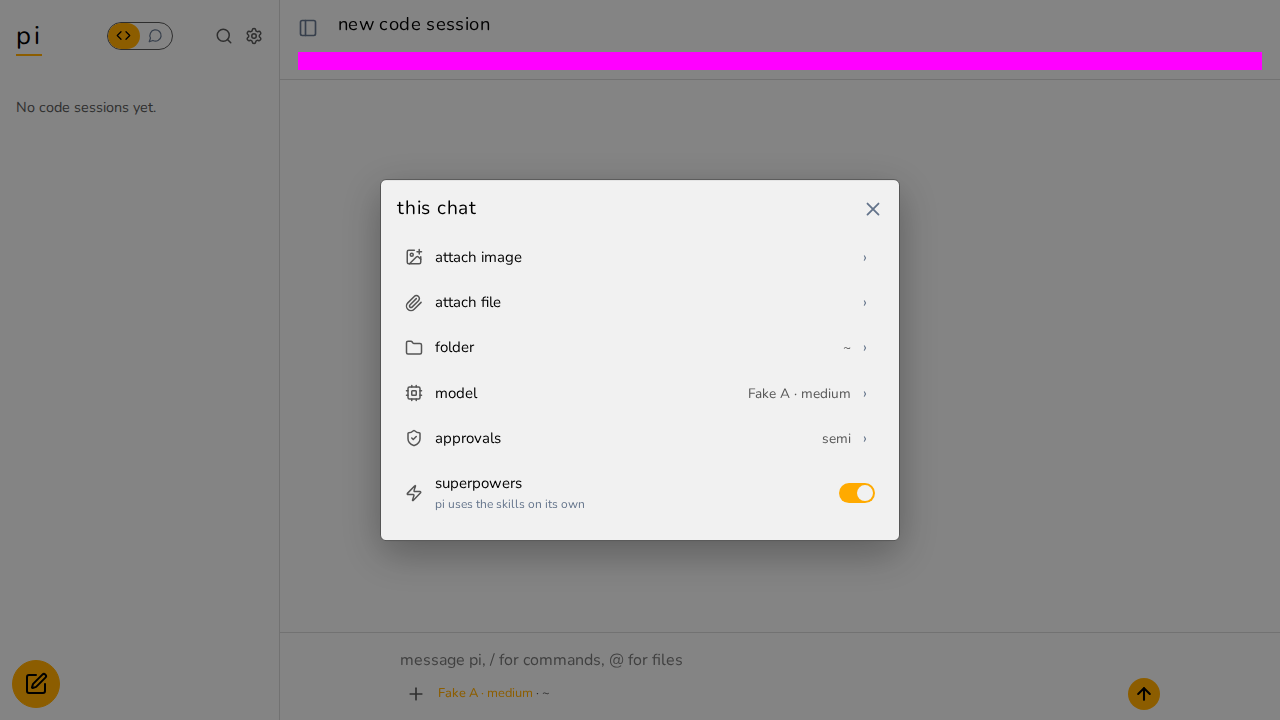 pi
new code session
No code sessions yet.
this chat
attach image
attach file
folder ~
model Fake A · medium
approvals semi
superpowers
pi uses the skills on its own
message pi, / for commands, @ for files
Fake A · medium · ~